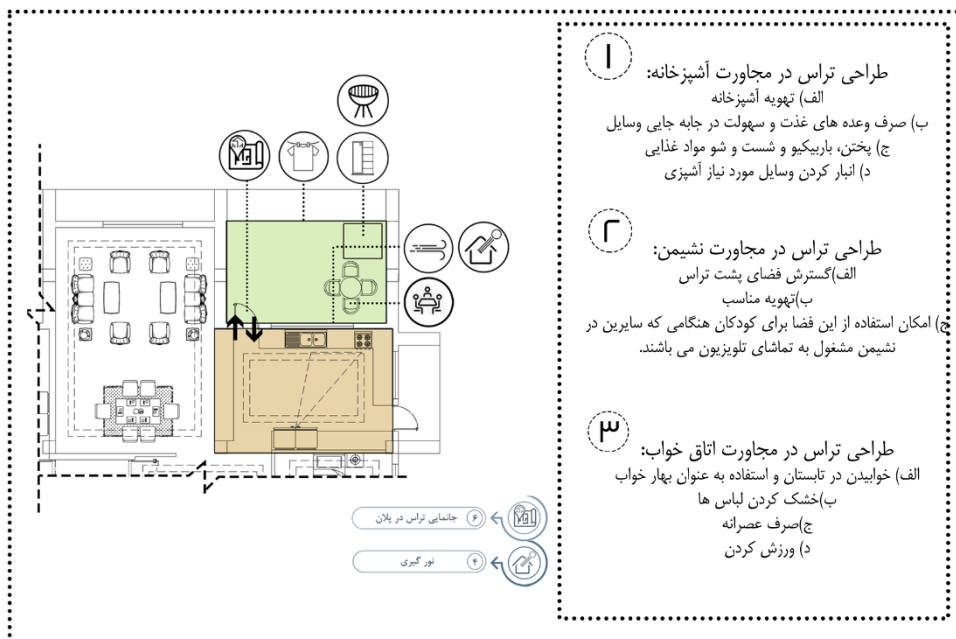 ۱
طراحی تراس در مجاورت آشپزخانه:
الف) تهویه آشپزخانه
ب) صرف وعده های غذت و سهولت در جابه جایی وسایل
ج) پختن، باربیکیو و شست و شو مواد غذایی
د) انبار کردن وسایل مورد نیاز آشپزی
۲
طراحی تراس در مجاورت نشیمن:
الف)گسترش فضای پشت تراس
ب)تهویه مناسب
ج) امکان استفاده از این فضا برای کودکان هنگامی که سایرین در
نشیمن مشغول به تماشای تلویزیون می باشند.
۳
طراحی تراس در مجاورت اتاق خواب:
الف) خوابیدن در تابستان و استفاده به عنوان بهار خواب
ب)خشک کردن لباس ها
ج)صرف عصرانه
د) ورزش کردن
۶ جانمایی تراس در پلان
۴ نور گیری